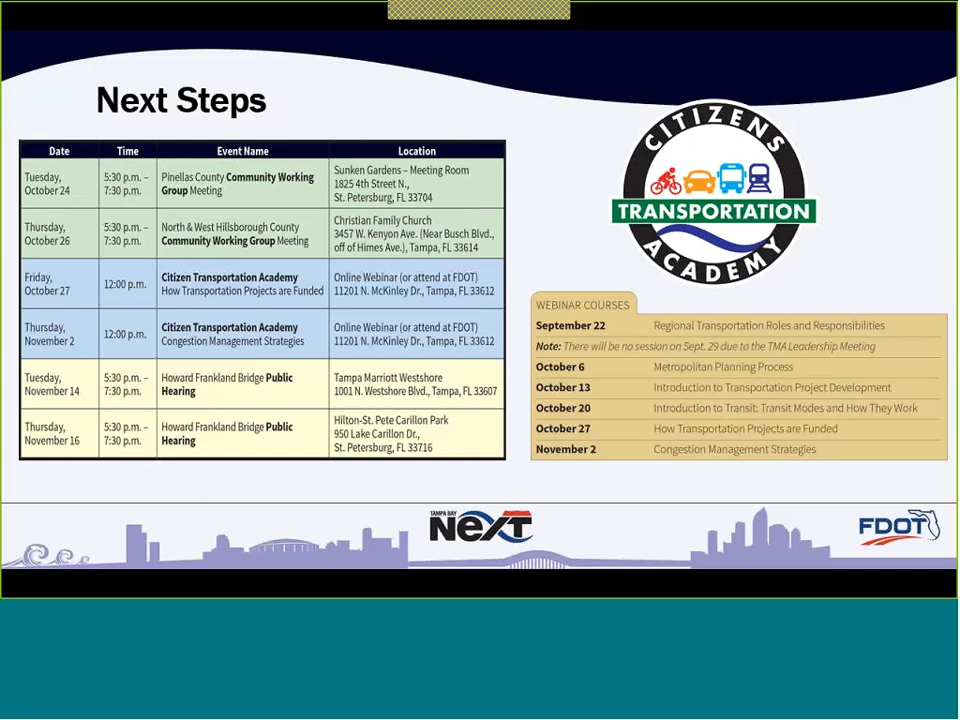 Next Steps
Date Time Event Name Location
Tuesday, October 24
5:30 p.m. – 7:30 p.m.
Pinellas County Community Working
Group Meeting
Sunken Gardens – Meeting Room
1825 4th Street N.,
St. Petersburg, FL 33704
Thursday, October 26
5:30 p.m. – 7:30 p.m.
North & West Hillsborough County
Community Working Group Meeting
Christian Family Church
3457 W. Kenyon Ave. (Near Busch Blvd.,
off of Himes Ave.), Tampa, FL 33614
Friday, October 27
12:00 p.m.
Citizen Transportation Academy
How Transportation Projects are Funded
Online Webinar (or attend at FDOT)
11201 N. McKinley Dr., Tampa, FL 33612
Thursday, November 2
12:00 p.m.
Citizen Transportation Academy
Congestion Management Strategies
Online Webinar (or attend at FDOT)
11201 N. McKinley Dr., Tampa, FL 33612
Tuesday, November 14
5:30 p.m. – 7:30 p.m.
Howard Frankland Bridge Public
Hearing
Tampa Marriott Westshore
1001 N. Westshore Blvd., Tampa, FL 33607
Thursday, November 16
5:30 p.m. – 7:30 p.m.
Howard Frankland Bridge Public
Hearing
Hilton-St. Pete Carillon Park
950 Lake Carillon Dr.,
St. Petersburg, FL 33716
CITIZENS
TRANSPORTATION
ACADEMY
WEBINAR COURSES
September 22 Regional Transportation Roles and Responsibilities
Note: There will be no session on Sept. 29 due to the TMA Leadership Meeting
October 6 Metropolitan Planning Process
October 13 Introduction to Transportation Project Development
October 20 Introduction to Transit: Transit Modes and How They Work
October 27 How Transportation Projects are Funded
November 2 Congestion Management Strategies
TAMPA BAY
NexT
FDOT